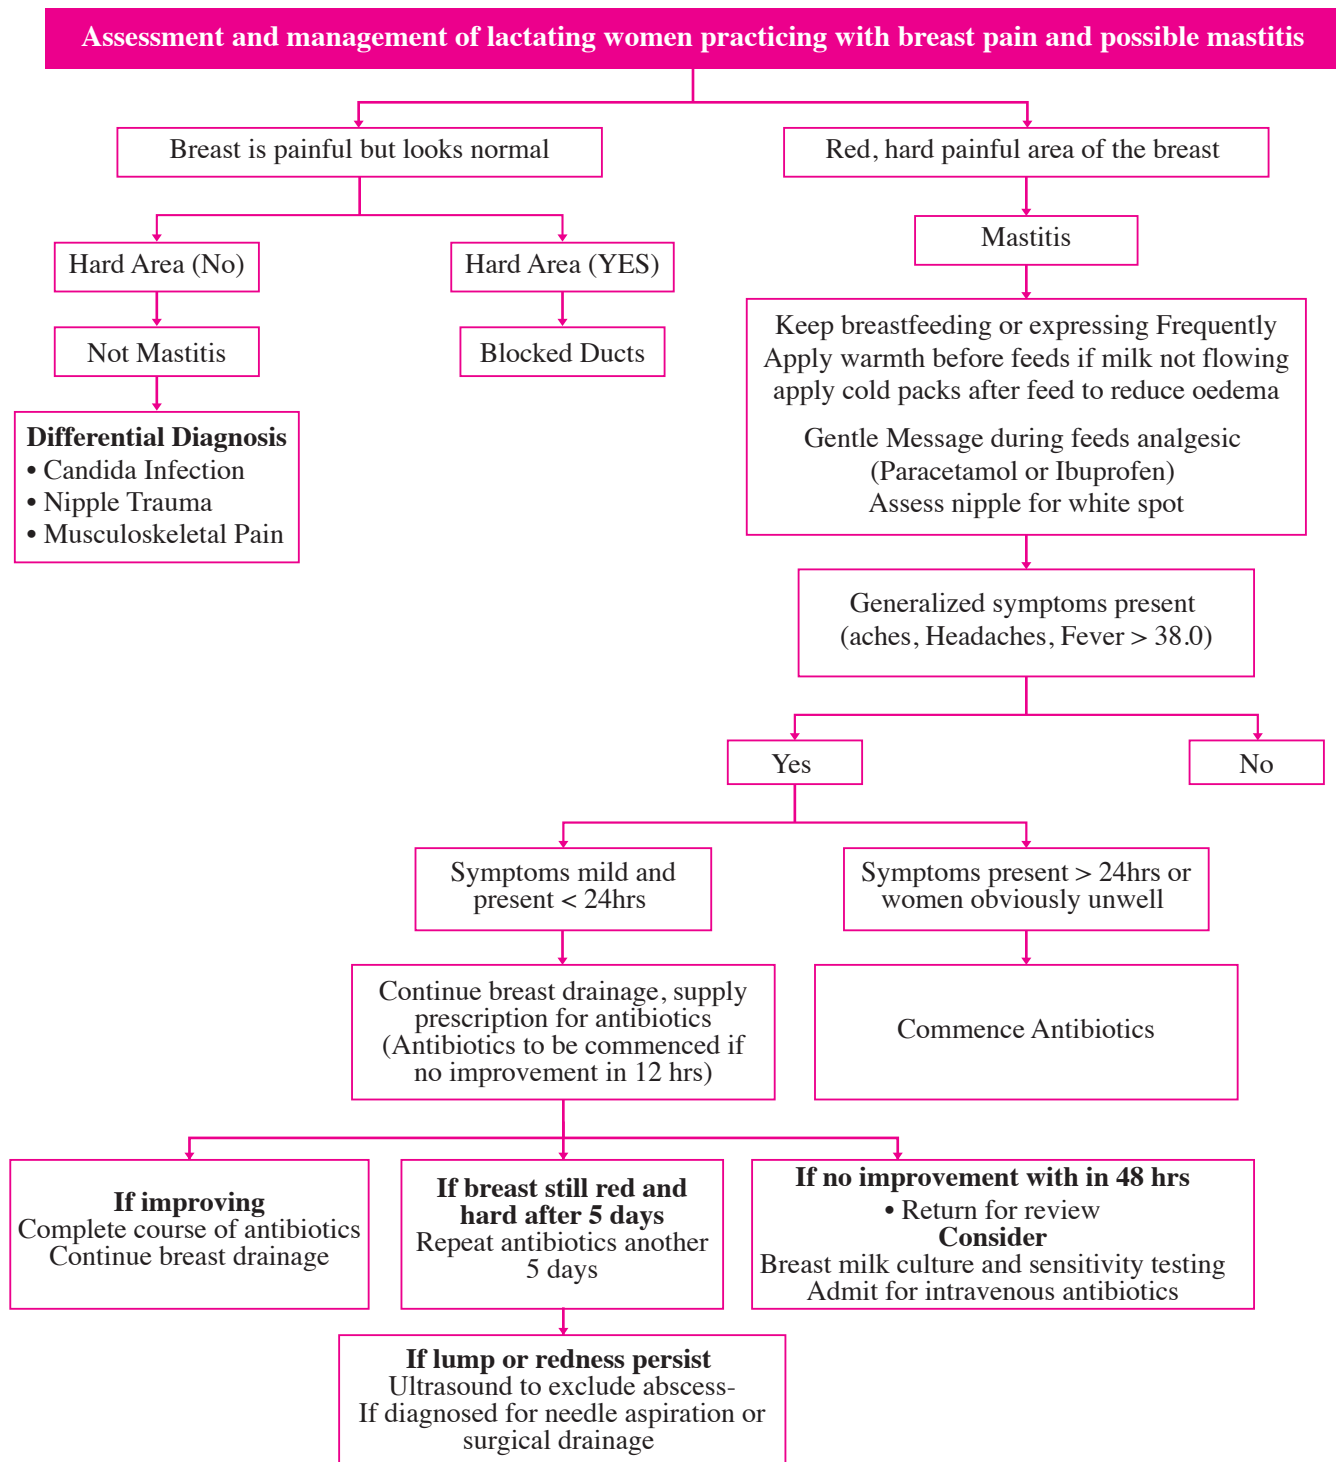 Assessment and management of lactating women practicing with breast pain and possible mastitis
Breast is painful but looks normal
Red, hard painful area of the breast
Hard Area (No)
Hard Area (YES)
Mastitis
Not Mastitis
Blocked Ducts
Keep breastfeeding or expressing Frequently
Apply warmth before feeds if milk not flowing
apply cold packs after feed to reduce oedema
Gentle Message during feeds analgesic
(Paracetamol or Ibuprofen)
Assess nipple for white spot
Differential Diagnosis
• Candida Infection
• Nipple Trauma
• Musculoskeletal Pain
Generalized symptoms present
(aches, Headaches, Fever > 38.0)
Yes
No
Symptoms mild and
present < 24hrs
Symptoms present > 24hrs or
women obviously unwell
Continue breast drainage, supply
prescription for antibiotics
(Antibiotics to be commenced if
no improvement in 12 hrs)
Commence Antibiotics
If improving
Complete course of antibiotics
Continue breast drainage
If breast still red and
hard after 5 days
Repeat antibiotics another
5 days
If no improvement with in 48 hrs
• Return for review
Consider
Breast milk culture and sensitivity testing
Admit for intravenous antibiotics
If lump or redness persist
Ultrasound to exclude abscess-
If diagnosed for needle aspiration or
surgical drainage